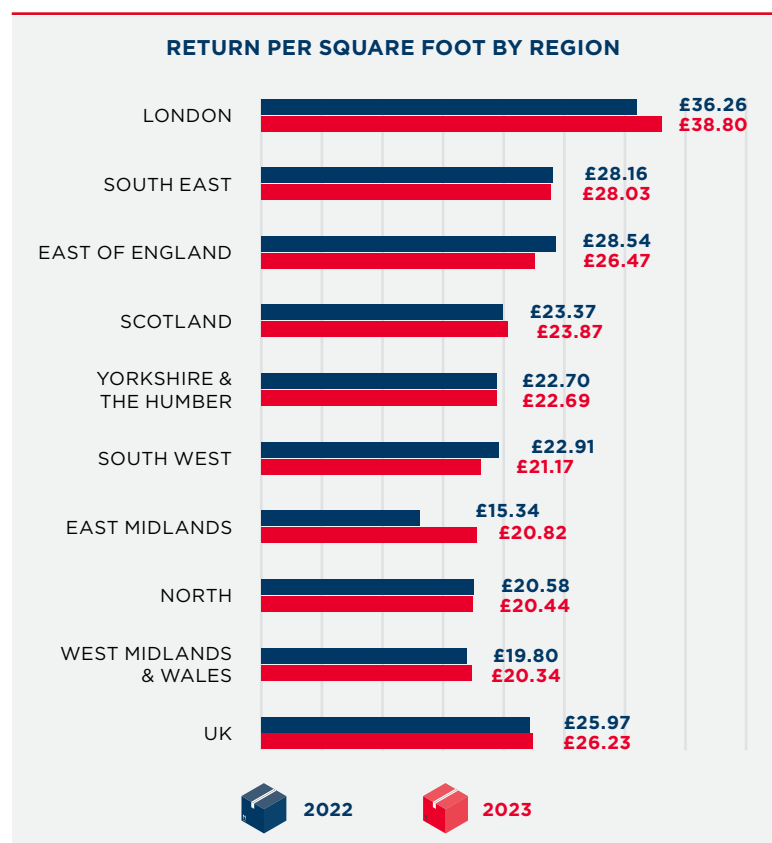 RETURN PER SQUARE FOOT BY REGION
LONDON
£36.26
£38.80
SOUTH EAST
£28.16
£28.03
EAST OF ENGLAND
£28.54
£26.47
SCOTLAND
£23.37
£23.87
YORKSHIRE &
THE HUMBER
£22.70
£22.69
SOUTH WEST
£22.91
£21.17
EAST MIDLANDS
£15.34
£20.82
NORTH
£20.58
£20.44
WEST MIDLANDS
& WALES
£19.80
£20.34
UK
£25.97
£26.23
2022
2023